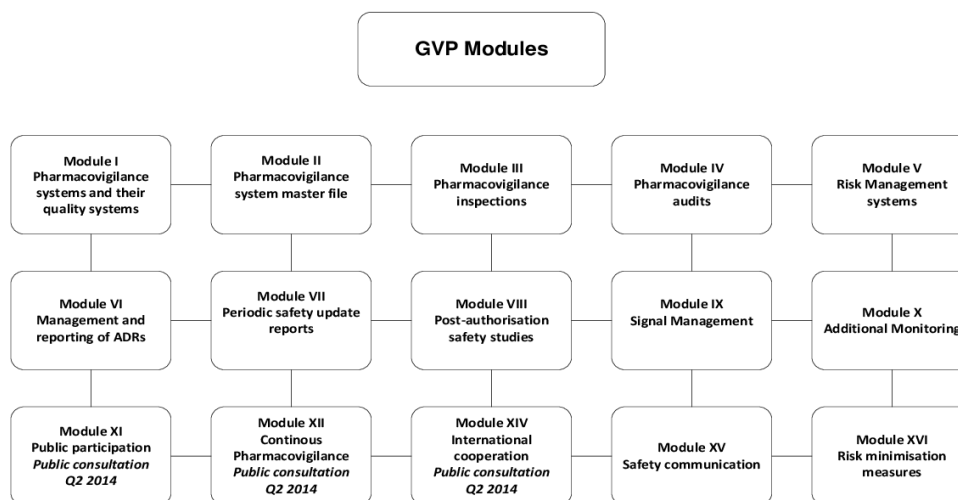 GVP Modules
Module I
Pharmacovigilance
systems and their
quality systems
Module II
Pharmacovigilance
system master file
Module III
Pharmacovigilance
inspections
Module IV
Pharmacovigilance
audits
Module V
Risk Management
systems
Module VI
Management and
reporting of ADRs
Module VII
Periodic safety update
reports
Module VIII
Post-authorisation
safety studies
Module IX
Signal Management
Module X
Additional Monitoring
Module XI
Public participation
Public consultation
Q2 2014
Module XII
Continous
Pharmacovigilance
Public consultation
Q2 2014
Module XIV
International
cooperation
Public consultation
Q2 2014
Module XV
Safety communication
Module XVI
Risk minimisation
measures